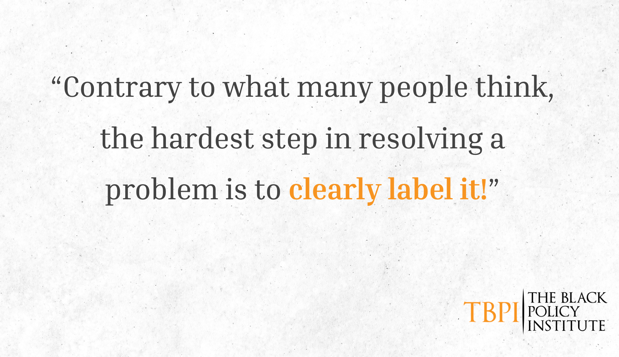 “Contrary to what many people think,
the hardest step in resolving a
problem is to clearly label it!”
TBPI
THE BLACK
POLICY
INSTITUTE